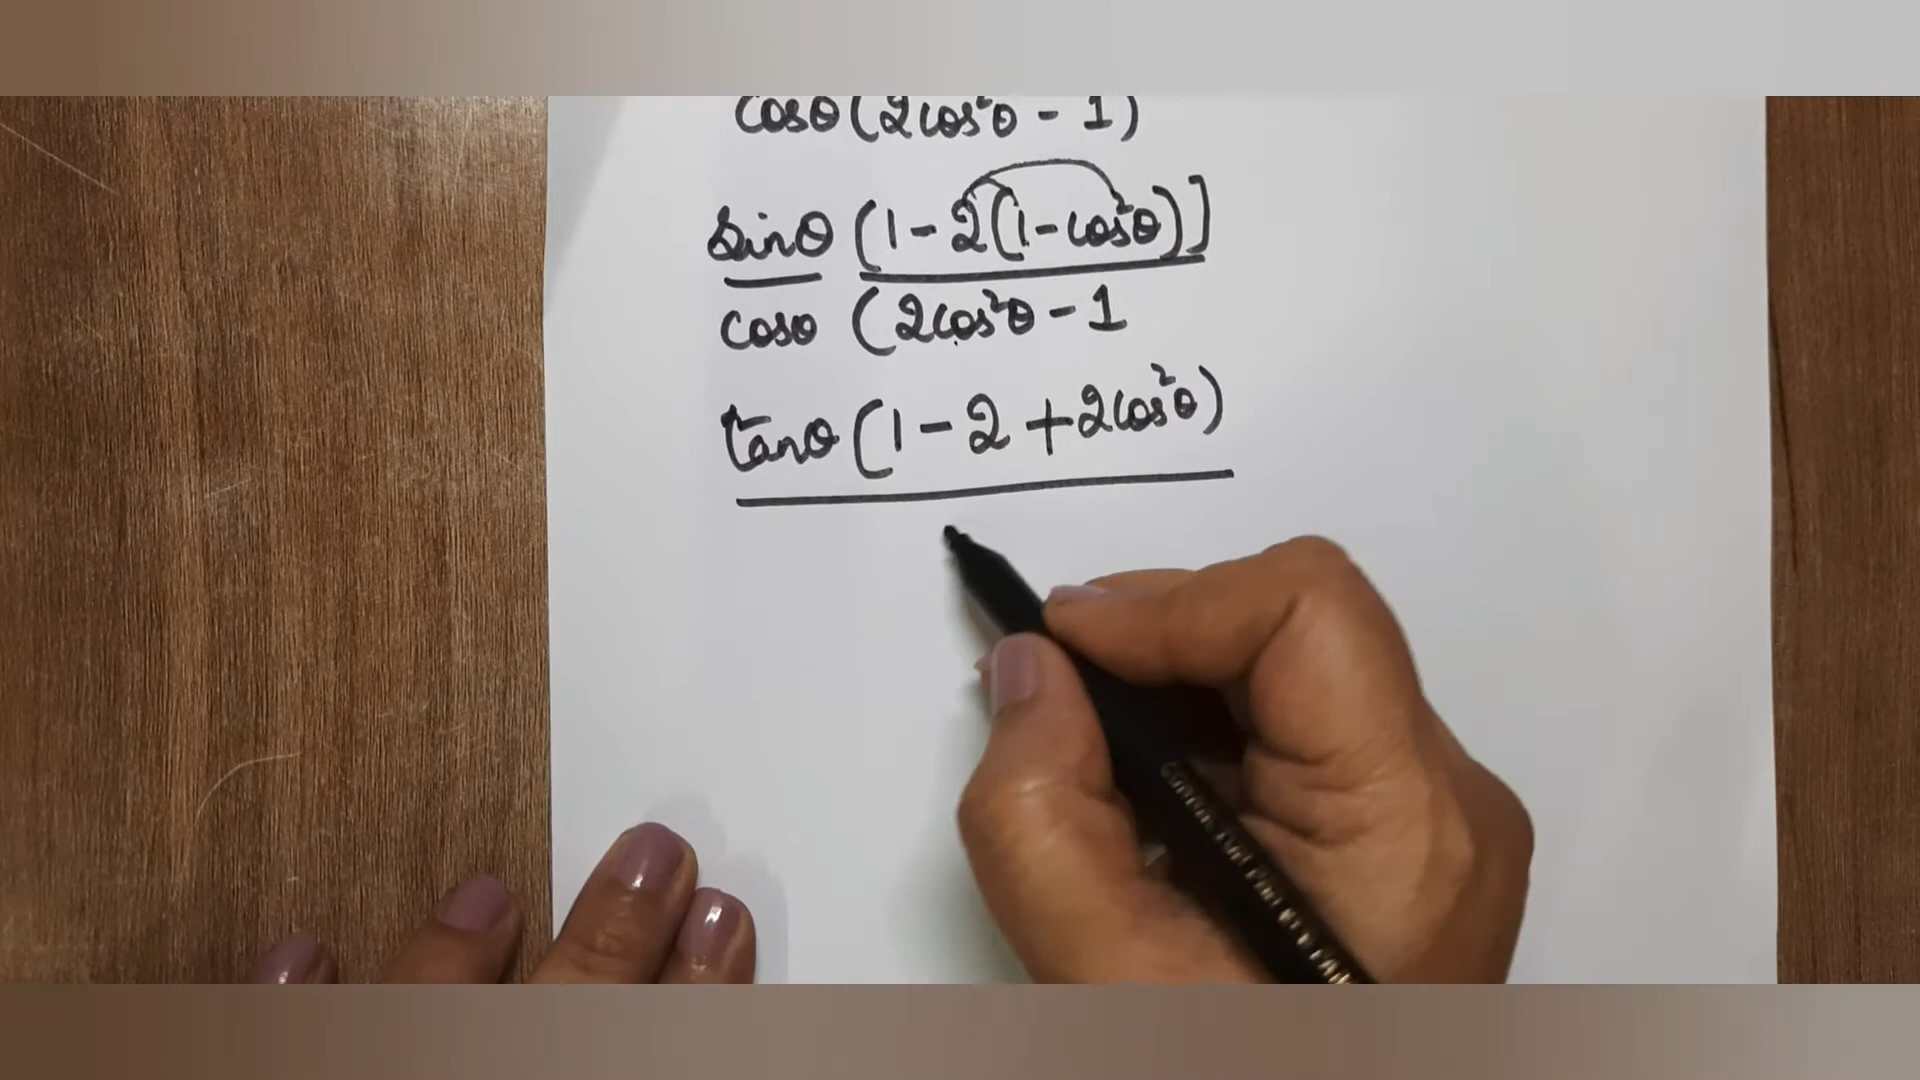 cosθ(2cos²θ - 1)
sinθ (1-2(1-cos²θ)]
cosθ (2cos²θ-1
tanθ(1-2+2cos²θ)